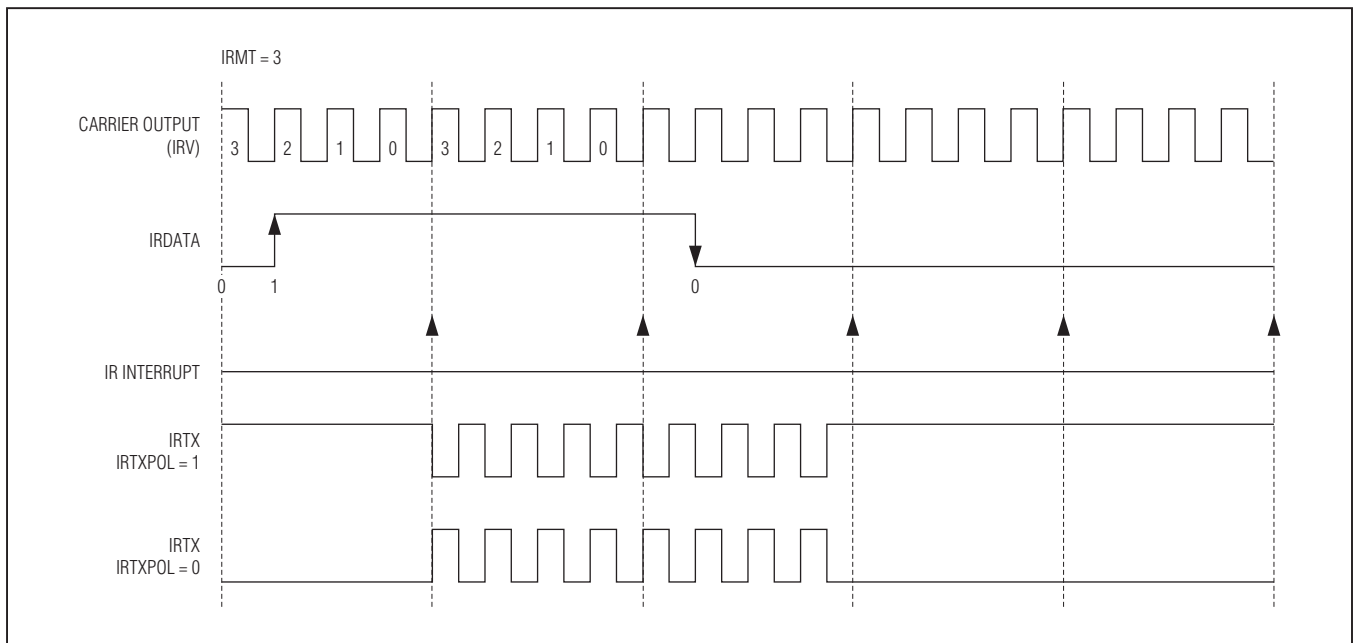 IRMT = 3
CARRIER OUTPUT
(IRV)
3 2 1 0 3 2 1 0
IRDATA
0 1 0
IR INTERRUPT
IRTX
IRTXPOL = 1
IRTX
IRTXPOL = 0